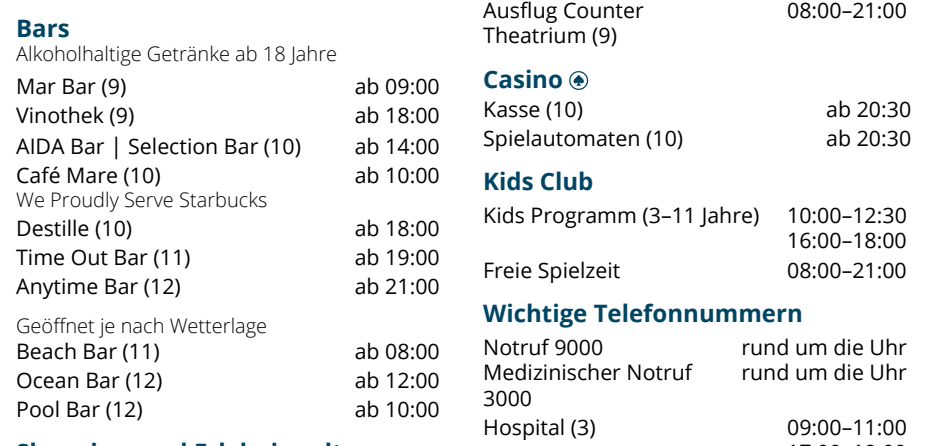 Bars
Alkoholhaltige Getränke ab 18 Jahre
Mar Bar (9) ab 09:00
Vinothek (9) ab 18:00
AIDA Bar | Selection Bar (10) ab 14:00
Café Mare (10) ab 10:00
We Proudly Serve Starbucks
Destille (10) ab 18:00
Time Out Bar (11) ab 19:00
Anytime Bar (12) ab 21:00
Geöffnet je nach Wetterlage
Beach Bar (11) ab 08:00
Ocean Bar (12) ab 12:00
Pool Bar (12) ab 10:00
Ausflug Counter 08:00–21:00
Theatrium (9)
Casino
Kasse (10) ab 20:30
Spielautomaten (10) ab 20:30
Kids Club
Kids Programm (3–11 Jahre) 10:00–12:30
16:00–18:00
Freie Spielzeit 08:00–21:00
Wichtige Telefonnummern
Notruf 9000 rund um die Uhr
Medizinischer Notruf rund um die Uhr
3000
Hospital (3) 09:00–11:00